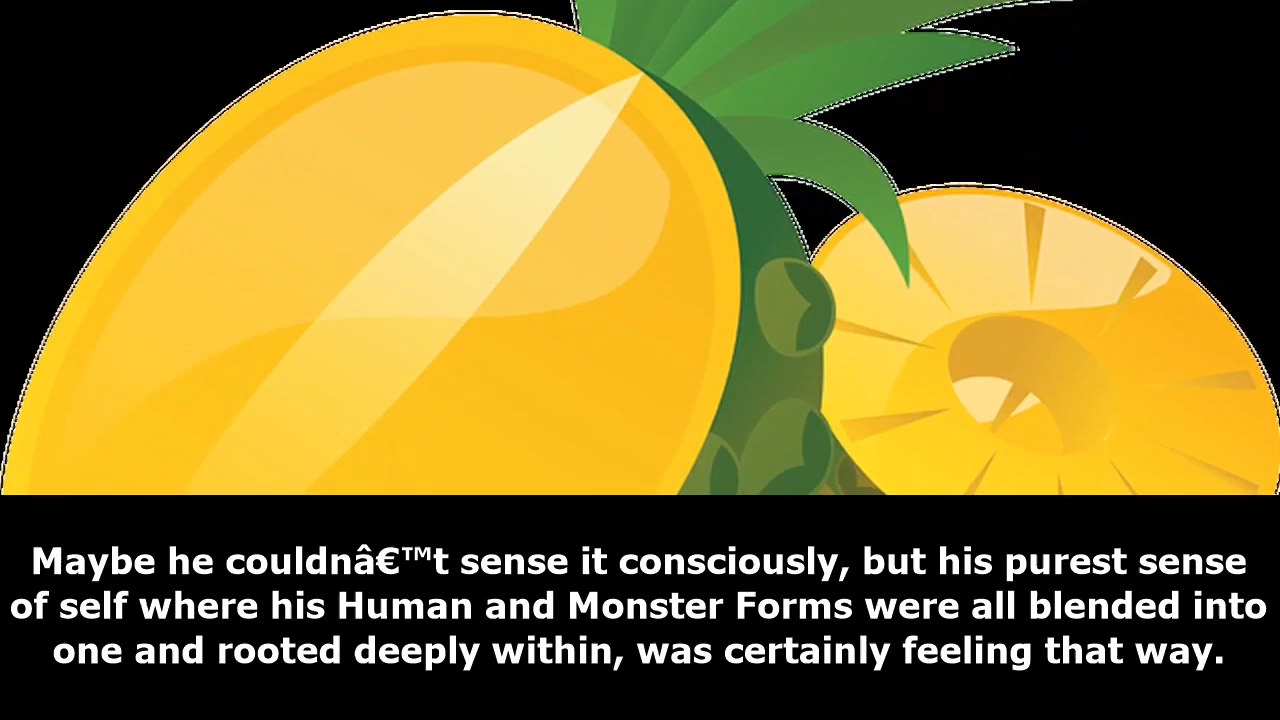 Maybe he couldnâ€™t sense it consciously, but his purest sense
of self where his Human and Monster Forms were all blended into
one and rooted deeply within, was certainly feeling that way.